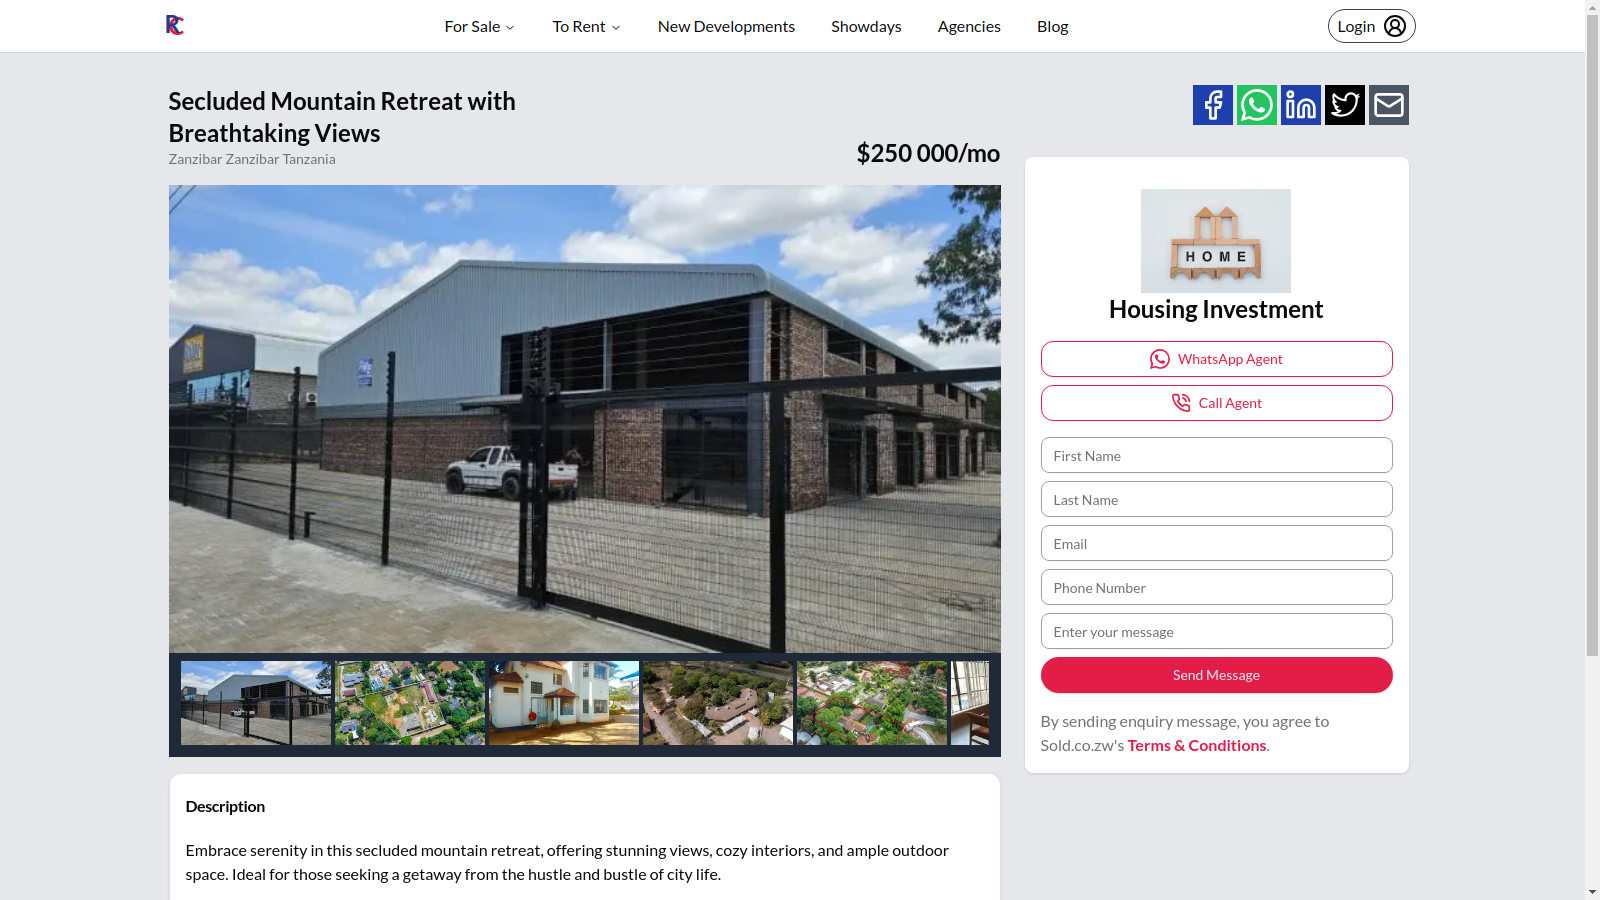 For Sale
To Rent
New Developments
Showdays
Agencies
Blog
Login
Secluded Mountain Retreat with
Breathtaking Views
Zanzibar Zanzibar Tanzania
$250 000/mo
HOME
Housing Investment
WhatsApp Agent
Call Agent
First Name
Last Name
Email
Phone Number
Enter your message
Send Message
By sending enquiry message, you agree to
Sold.co.zw's Terms & Conditions.
Description
Embrace serenity in this secluded mountain retreat, offering stunning views, cozy interiors, and ample outdoor
space. Ideal for those seeking a getaway from the hustle and bustle of city life.